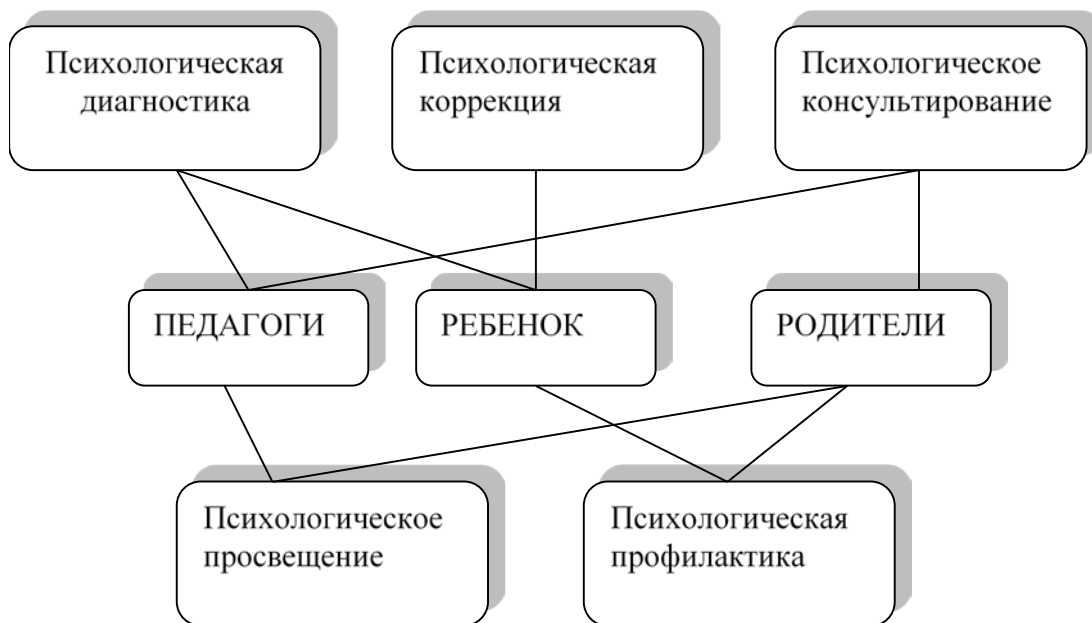 Психологическая
диагностика
Психологическая
коррекция
Психологическое
консультирование
ПЕДАГОГИ
РЕБЕНОК
РОДИТЕЛИ
Психологическое
просвещение
Психологическая
профилактика